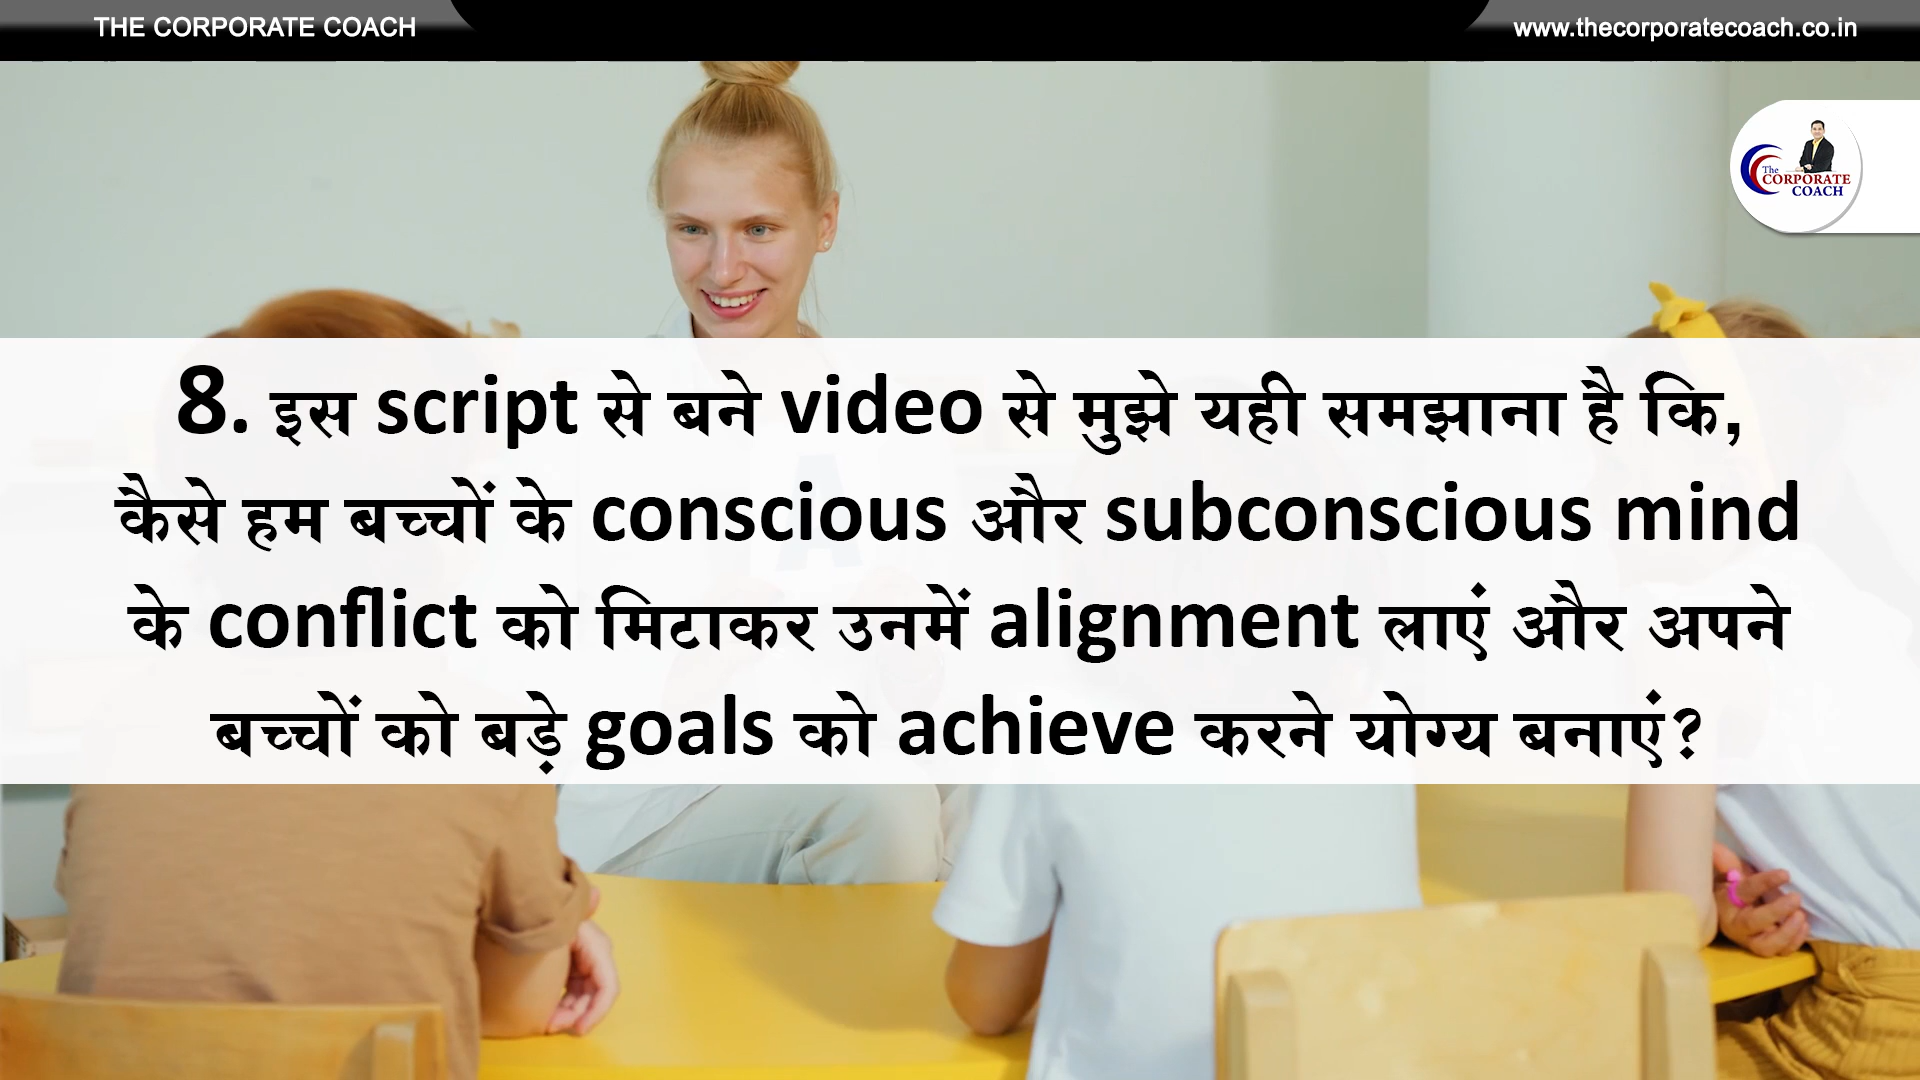 THE CORPORATE COACH
www.thecorporatecoach.co.in
The
CORPORATE
COACH
8. इस script से बने video से मुझे यही समझाना है कि,
कैसे हम बच्चों के conscious और subconscious mind
के conflict को मिटाकर उनमें alignment लाएं और अपने
बच्चों को बड़े goals को achieve करने योग्य बनाएं?